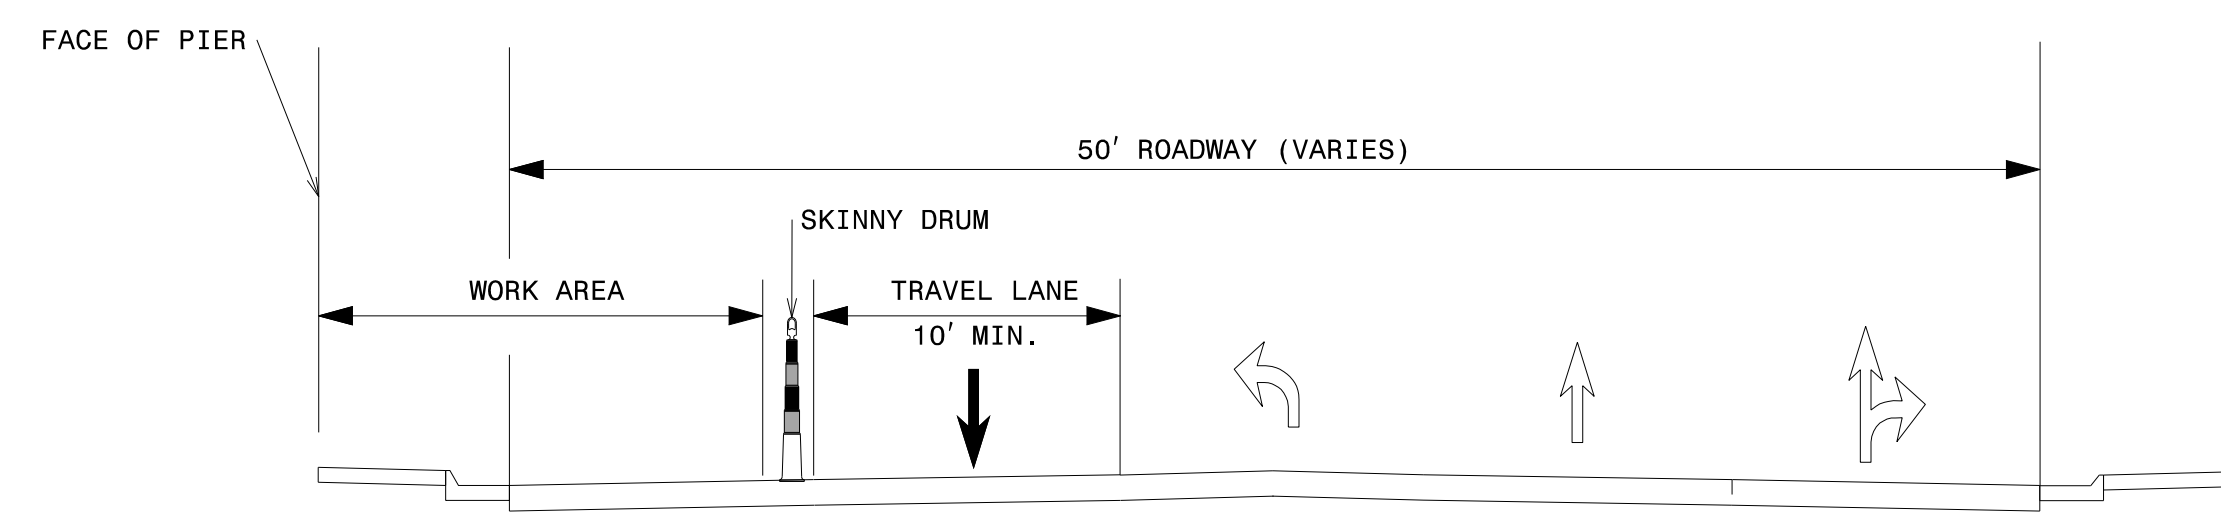 FACE OF PIER
50' ROADWAY (VARIES)
SKINNY DRUM
WORK AREA
TRAVEL LANE
10' MIN.